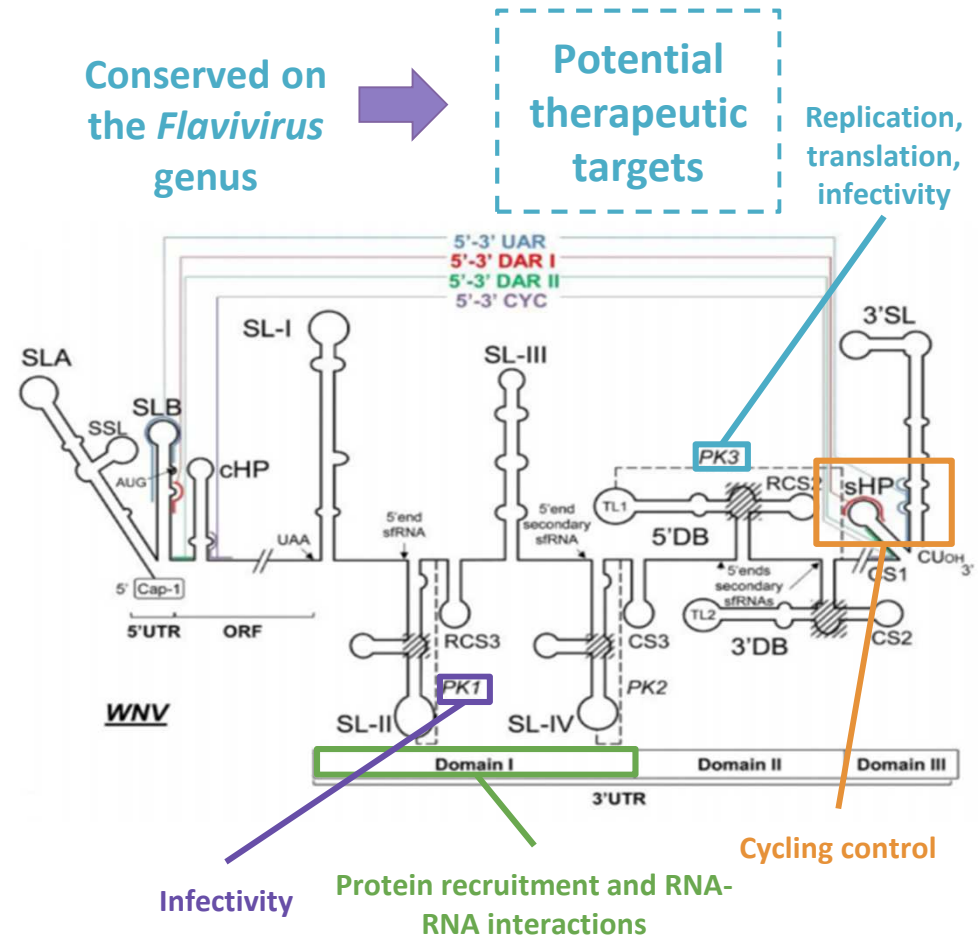 Conserved on
the Flavivirus
genus
Potential
therapeutic
targets
Replication,
translation,
infectivity
5'-3' UAR
5'-3' DAR I
5'-3' DAR II
5'-3' CYC
SLA
SSL
SLB
AUG
cHP
SL-I
SL-III
3'SL
PK3
RCS2
sHP
TL1
5'DB
5'end
sfRNA
5'end
secondary
sfRNA
UAA
5' Cap-1
5'UTR
ORF
CUOH 3'
CS1
5'ends
secondary
sfRNAs
TL2
3'DB
CS2
RCS3
CS3
PK1
PK2
SL-II
SL-IV
WNV
Domain I
Domain II
Domain III
3'UTR
Cycling control
Infectivity
Protein recruitment and RNA-
RNA interactions